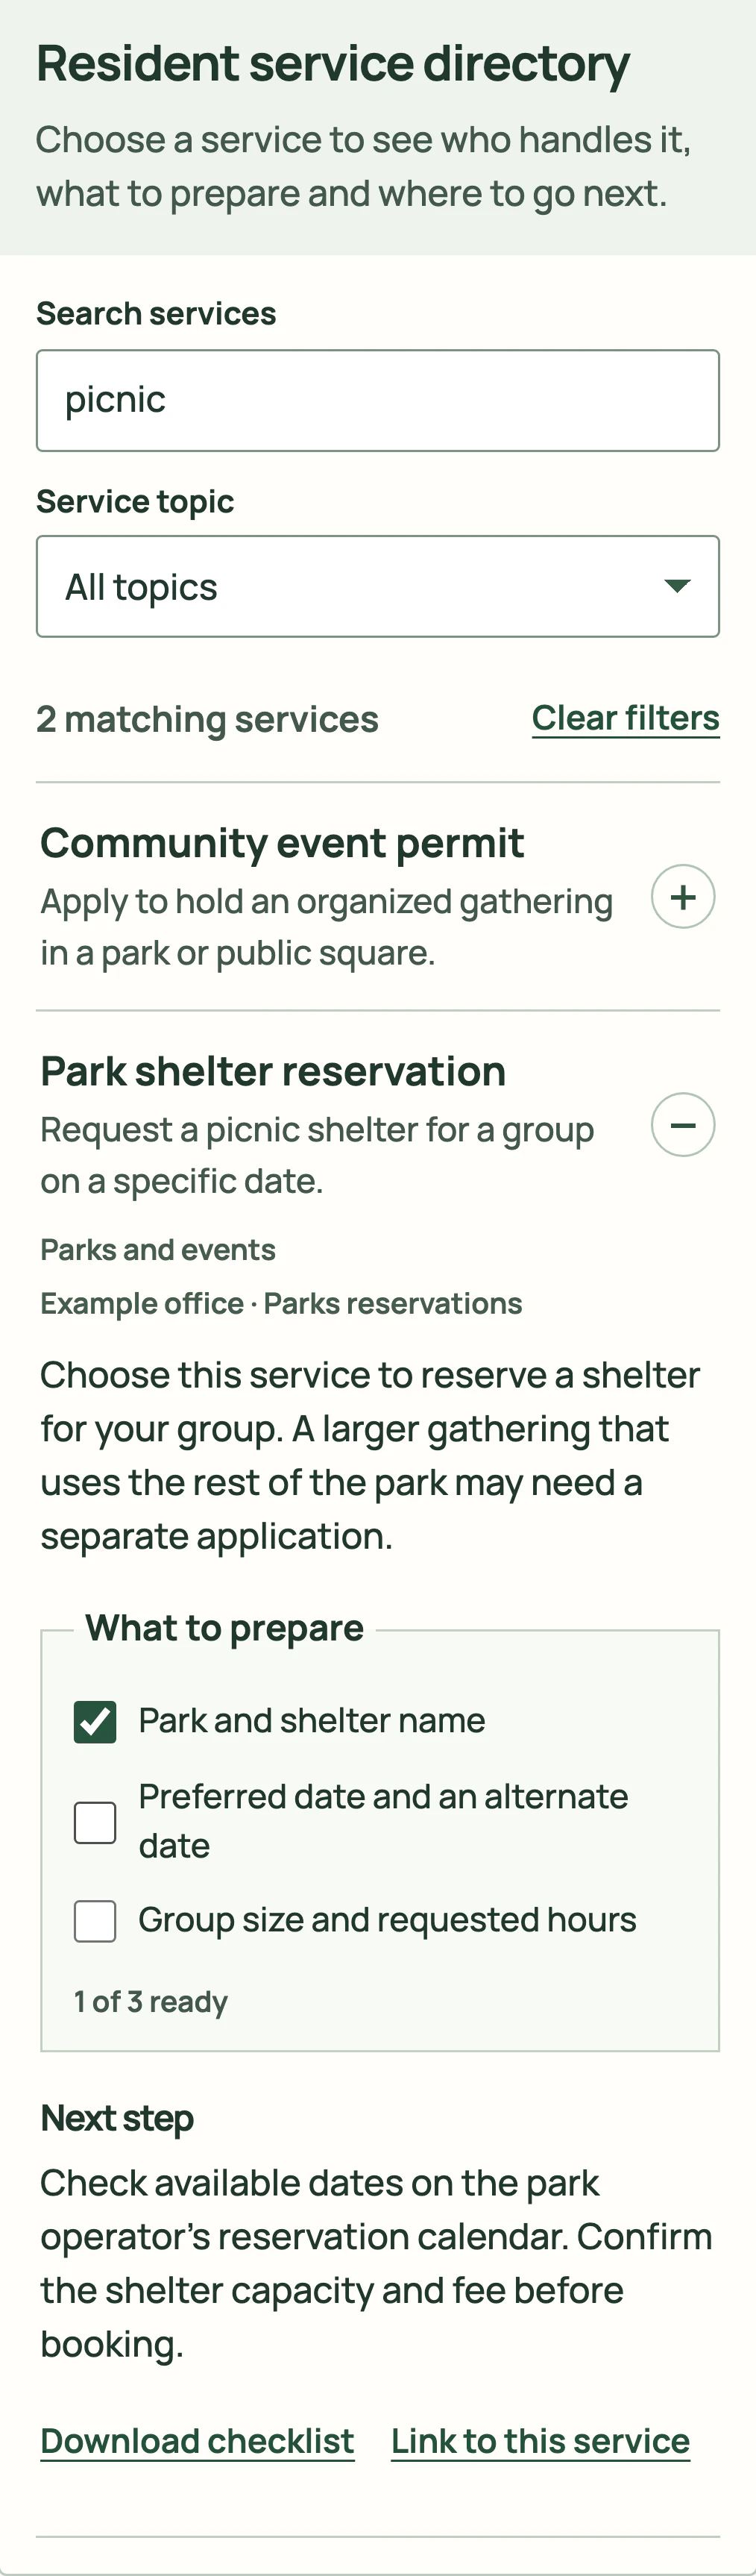 Resident service directory
Choose a service to see who handles it,
what to prepare and where to go next.
Search services
picnic
Service topic
All topics
2 matching services Clear filters
Community event permit
Apply to hold an organized gathering
in a park or public square.
Park shelter reservation
Request a picnic shelter for a group
on a specific date.
Parks and events
Example office · Parks reservations
Choose this service to reserve a shelter
for your group. A larger gathering that
uses the rest of the park may need a
separate application.
What to prepare
Park and shelter name
Preferred date and an alternate
date
Group size and requested hours
1 of 3 ready
Next step
Check available dates on the park
operator’s reservation calendar. Confirm
the shelter capacity and fee before
booking.
Download checklist Link to this service